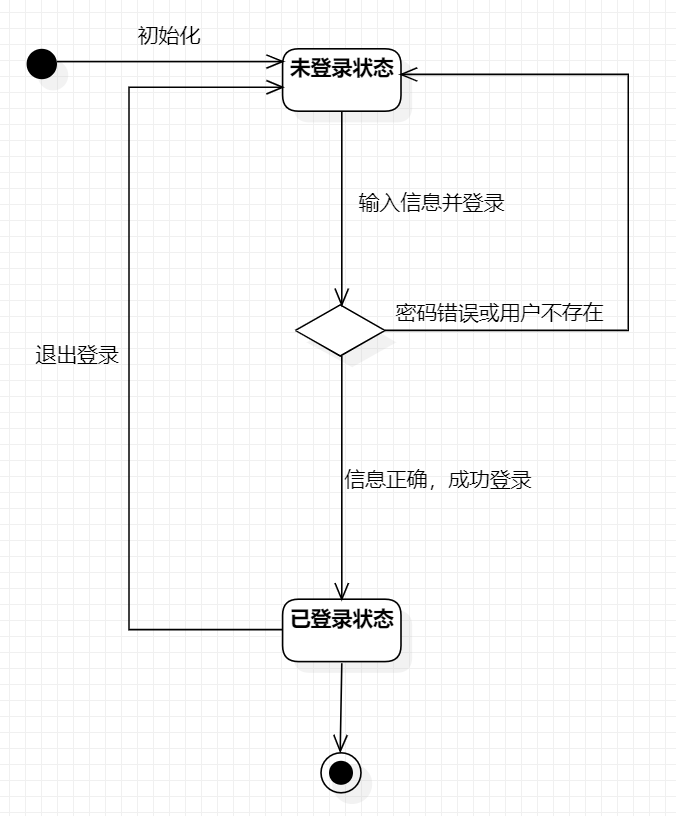 初始化
未登录状态
输入信息并登录
密码错误或用户不存在
退出登录
信息正确，成功登录
已登录状态